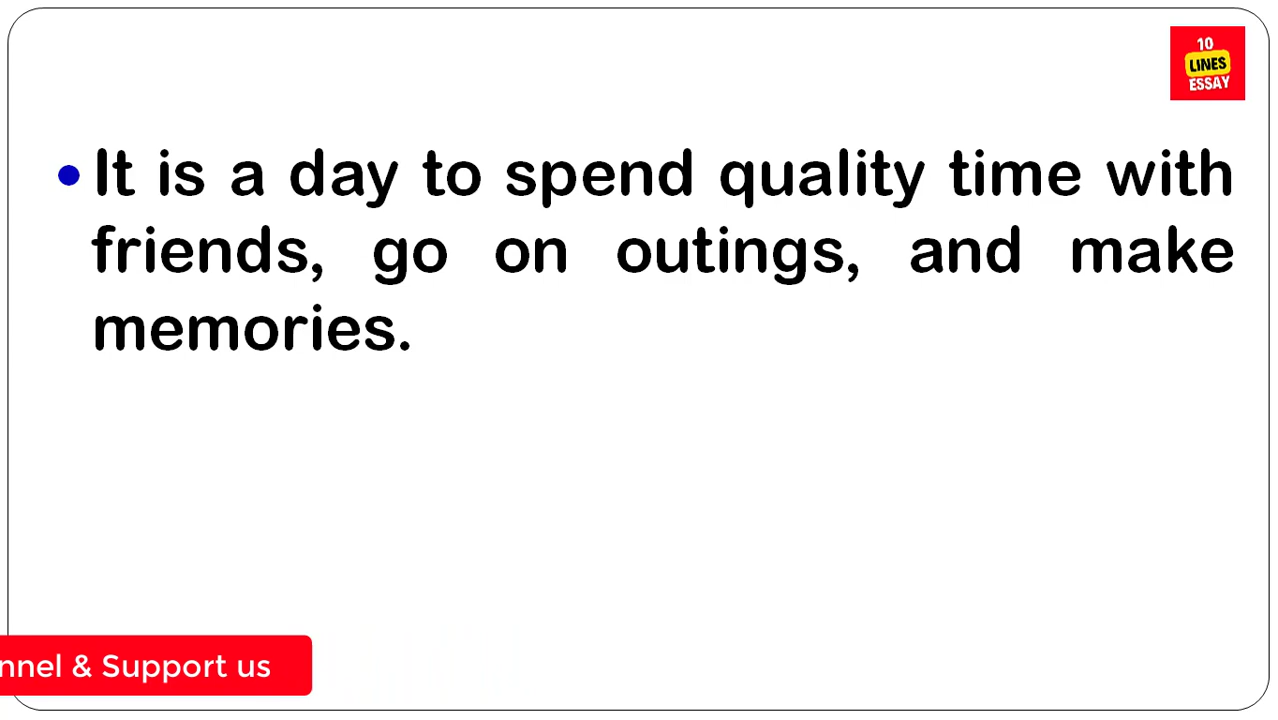 10
LINES
ESSAY
• It is a day to spend quality time with
friends, go on outings, and make
memories.
nnel & Support us